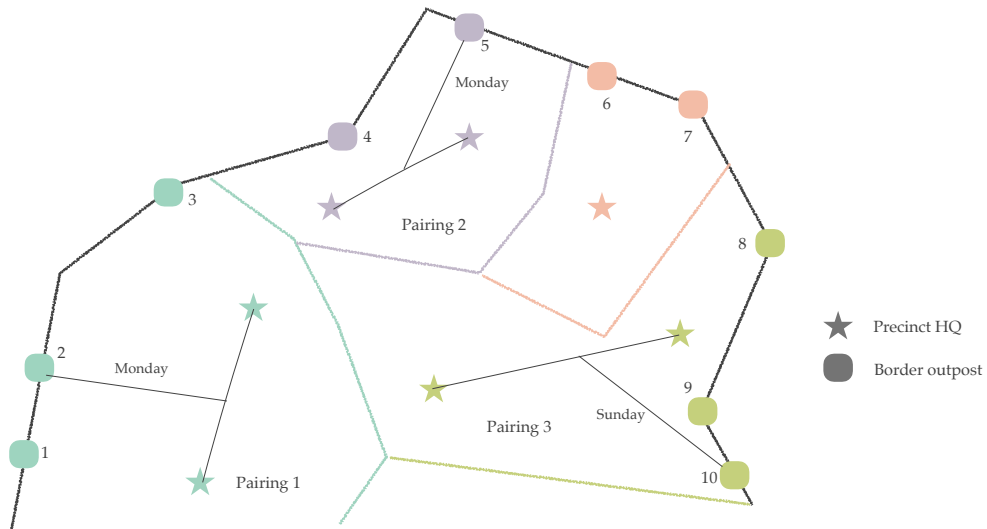 5
Monday
6
7
4
3
Pairing 2
8
2
Monday
Precinct HQ
Border outpost
9
Sunday
Pairing 3
1
10
Pairing 1